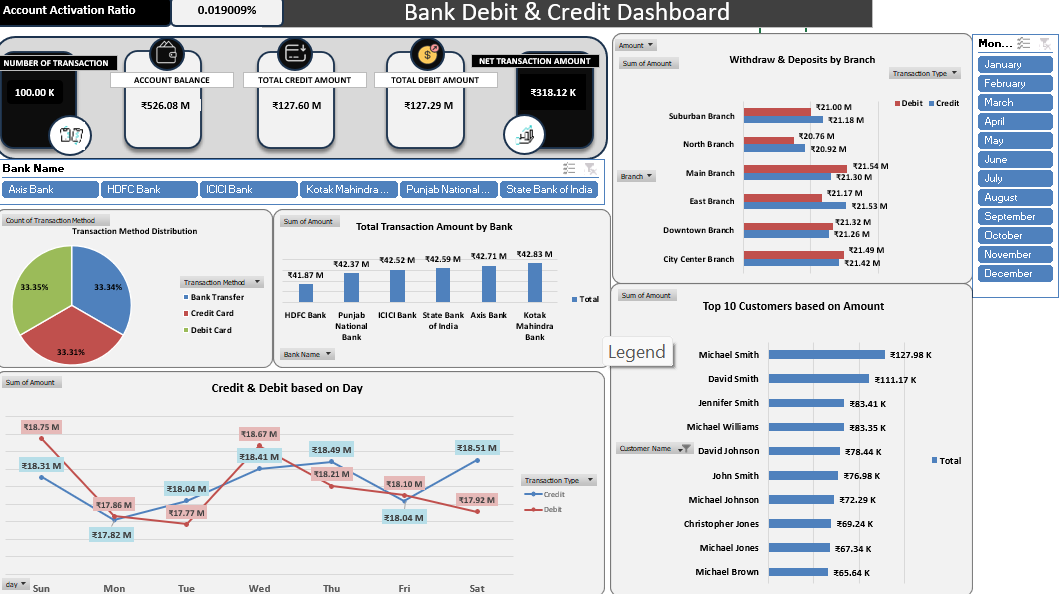 Account Activation Ratio
0.019009%
Bank Debit & Credit Dashboard
NUMBER OF TRANSACTION
100.00 K
ACCOUNT BALANCE
₹526.08 M
TOTAL CREDIT AMOUNT
₹127.60 M
TOTAL DEBIT AMOUNT
₹127.29 M
NET TRANSACTION AMOUNT
₹318.12 K
Bank Name
Axis Bank
HDFC Bank
ICICI Bank
Kotak Mahindra ...
Punjab National ...
State Bank of India
Count of Transaction Method
Transaction Method Distribution
33.35%
33.34%
33.31%
Transaction Method
Bank Transfer
Credit Card
Debit Card
Sum of Amount
Total Transaction Amount by Bank
₹41.87 M
₹42.37 M
₹42.52 M
₹42.59 M
₹42.71 M
₹42.83 M
HDFC Bank
Punjab
National
Bank
ICICI Bank
State Bank
of India
Axis Bank
Kotak
Mahindra
Bank
Total
Bank Name
Sum of Amount
Credit & Debit based on Day
₹18.75 M
₹18.31 M
₹17.86 M
₹17.82 M
₹18.04 M
₹17.77 M
₹18.67 M
₹18.41 M
₹18.49 M
₹18.21 M
₹18.10 M
₹18.04 M
₹18.51 M
₹17.92 M
Transaction Type
Credit
Debit
day
Sun
Mon
Tue
Wed
Thu
Fri
Sat
Amount
Sum of Amount
Withdraw & Deposits by Branch
Transaction Type
Debit
Credit
Branch
Suburban Branch
₹21.00 M
₹21.18 M
North Branch
₹20.76 M
₹20.92 M
Main Branch
₹21.54 M
₹21.30 M
East Branch
₹21.17 M
₹21.53 M
Downtown Branch
₹21.32 M
₹21.26 M
City Center Branch
₹21.49 M
₹21.42 M
Sum of Amount
Top 10 Customers based on Amount
Legend
Customer Name
Michael Smith
₹127.98 K
David Smith
₹111.17 K
Jennifer Smith
₹83.41 K
Michael Williams
₹83.35 K
David Johnson
₹78.44 K
John Smith
₹76.98 K
Michael Johnson
₹72.29 K
Christopher Jones
₹69.24 K
Michael Jones
₹67.34 K
Michael Brown
₹65.64 K
Total
Mon...
January
February
March
April
May
June
July
August
September
October
November
December